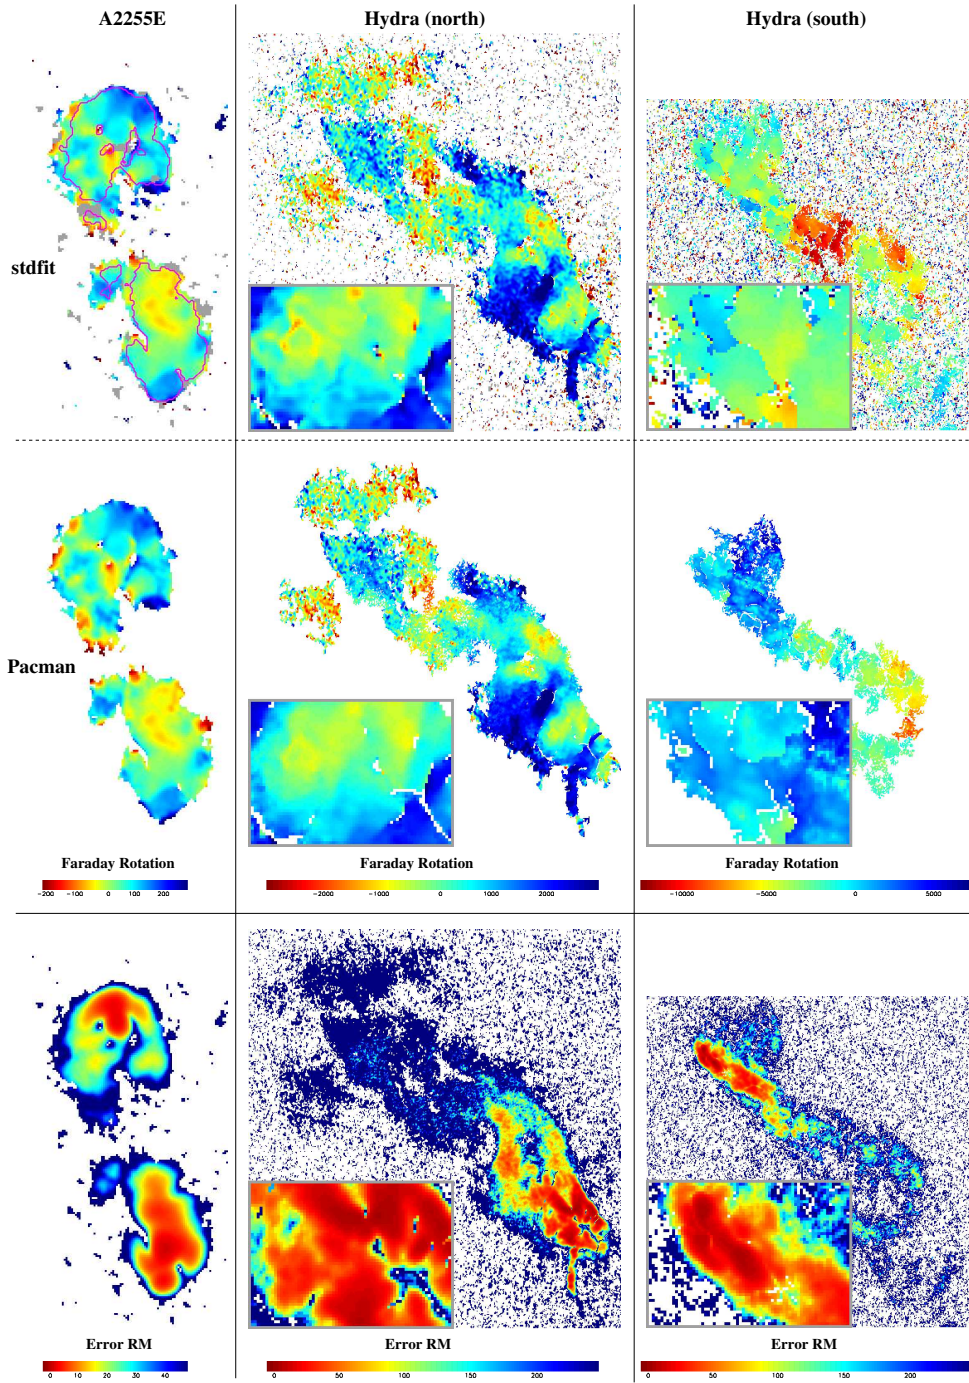 A2255E
Hydra (north)
Hydra (south)
stdfit
Pacman
Faraday Rotation
Faraday Rotation
-200 -100 0 100 200
-2000 -1000 0 1000 2000
-10000 -5000 0 5000
Error RM
Error RM
Error RM
0 10 20 30 40
0 50 100 150 200
0 50 100 150 200